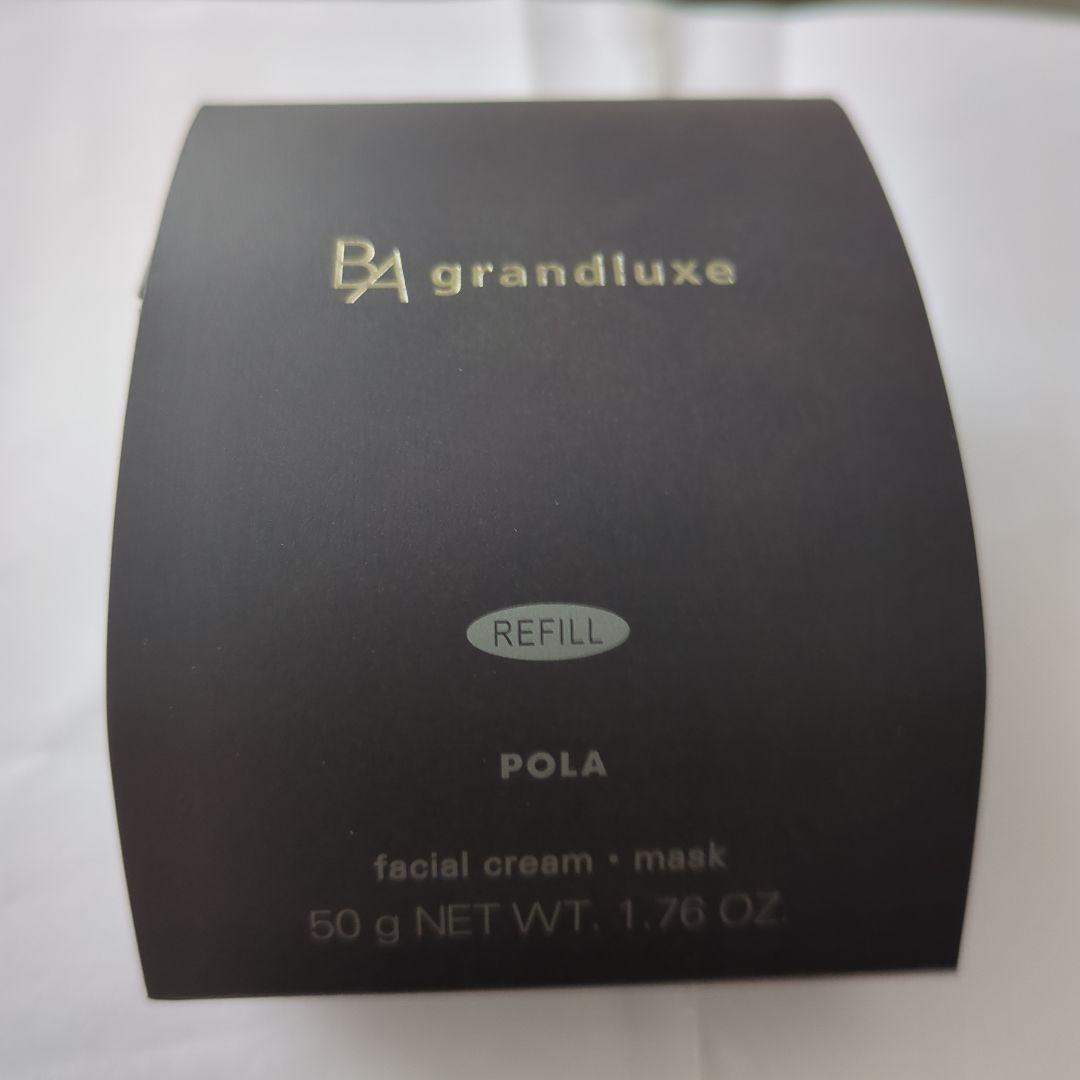 BA grandluxe
REFILL
POLA
facial cream・mask
50 g NET WT. 1.76 OZ.